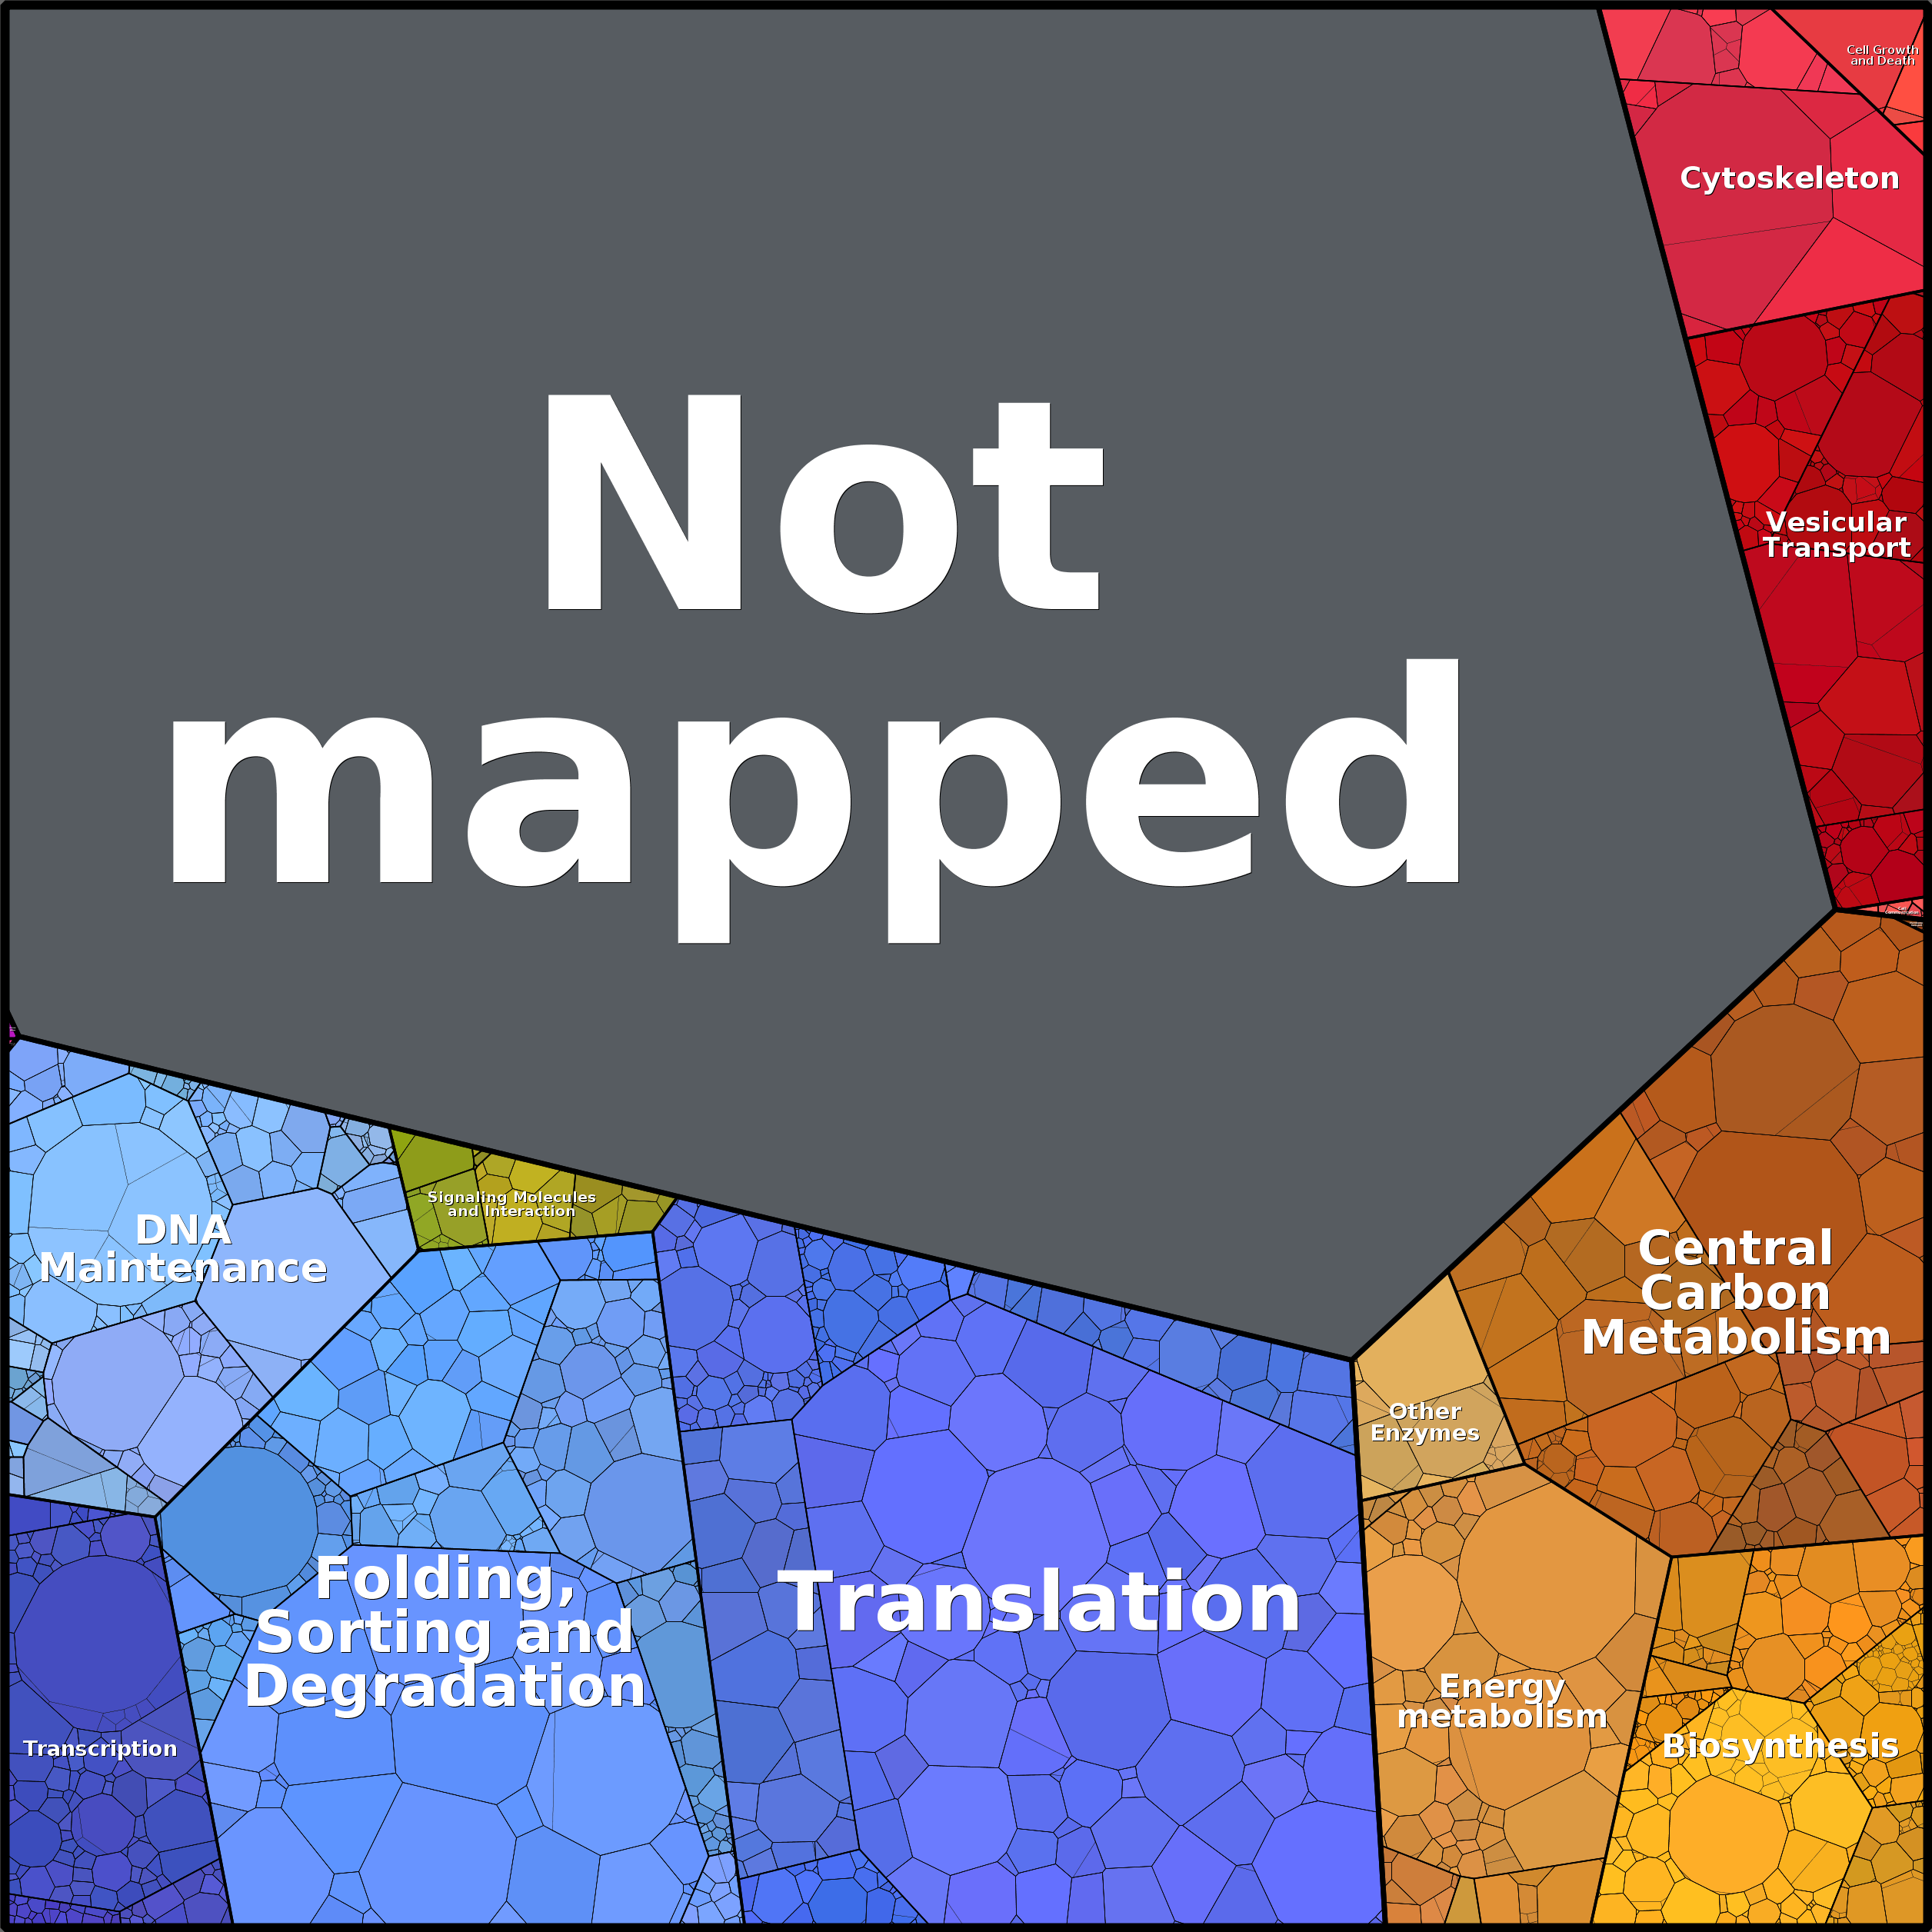 Cell Growth
and Death
Cytoskeleton
Not
mapped
Vesicular
Transport
Signaling Molecules
and Interaction
DNA
Maintenance
Central
Carbon
Metabolism
Other
Enzymes
Folding,
Sorting and
Degradation
Translation
Energy
metabolism
Transcription
Biosynthesis